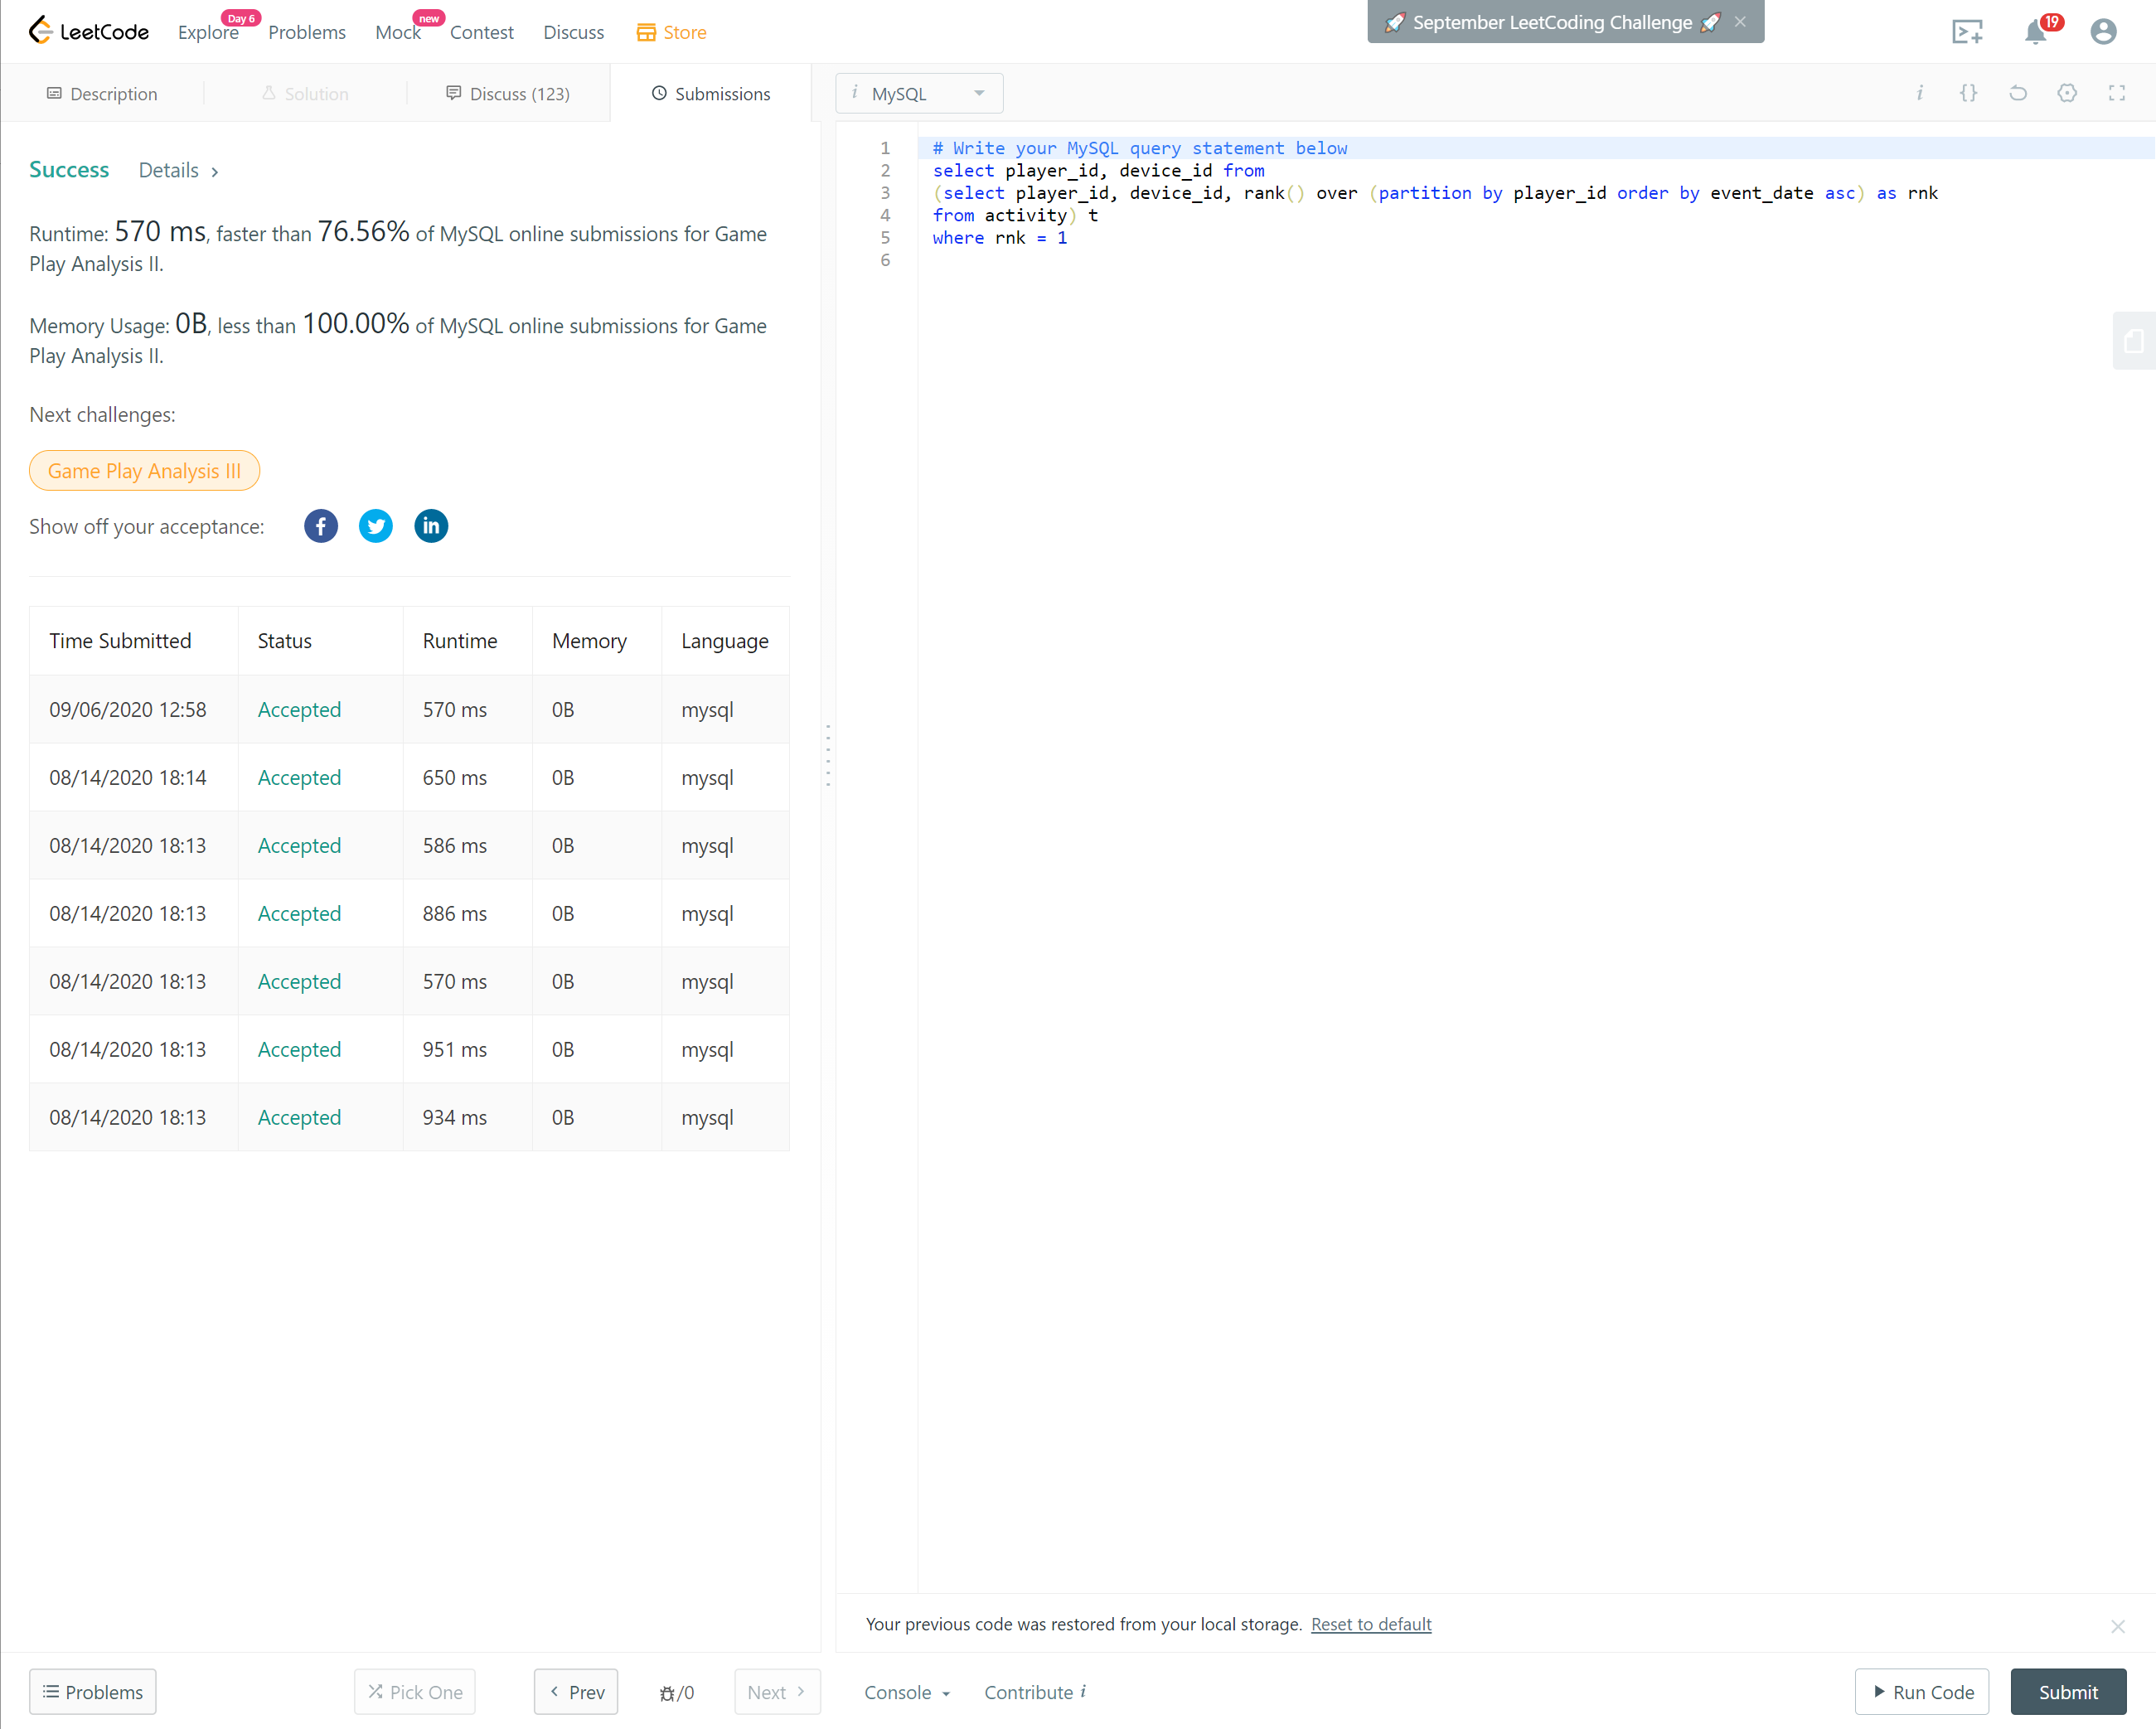 LeetCode Explore Day 6 Problems Mock new Contest Discuss Store
🚀 September LeetCoding Challenge 🚀 ×
19
Description Solution Discuss (123) Submissions
i MySQL
i {}
Success Details >
Runtime: 570 ms, faster than 76.56% of MySQL online submissions for Game
Play Analysis II.
Memory Usage: 0B, less than 100.00% of MySQL online submissions for Game
Play Analysis II.
Next challenges:
Game Play Analysis III
Show off your acceptance:
Time Submitted Status Runtime Memory Language
09/06/2020 12:58 Accepted 570 ms 0B mysql
08/14/2020 18:14 Accepted 650 ms 0B mysql
08/14/2020 18:13 Accepted 586 ms 0B mysql
08/14/2020 18:13 Accepted 886 ms 0B mysql
08/14/2020 18:13 Accepted 570 ms 0B mysql
08/14/2020 18:13 Accepted 951 ms 0B mysql
08/14/2020 18:13 Accepted 934 ms 0B mysql
1 # Write your MySQL query statement below
2 select player_id, device_id from
3 (select player_id, device_id, rank() over (partition by player_id order by event_date asc) as rnk
4 from activity) t
5 where rnk = 1
6
Your previous code was restored from your local storage. Reset to default
Problems Pick One < Prev /0 Next > Console Contribute i Run Code Submit